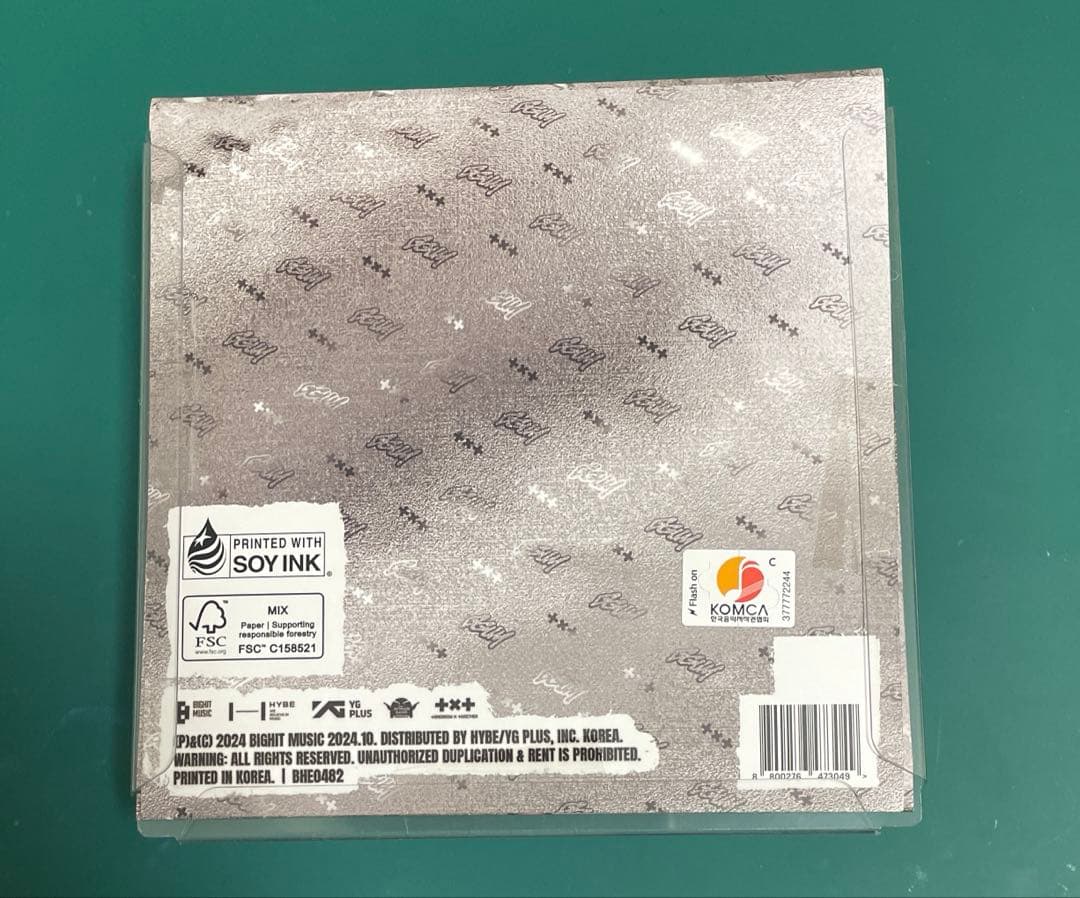 PRINTED WITH
SOY INK
®
FSC
www.fsc.org
MIX
Paper | Supporting
responsible forestry
FSC™ C158521
Flash on
C
KOMCA
한국음악저작권협회
377772244
BIGHIT
MUSIC
HYBE
YG
PLUS
TOMORROW X TOGETHER
(P)&(C) 2024 BIGHIT MUSIC 2024.10. DISTRIBUTED BY HYBE/YG PLUS, INC. KOREA.
WARNING: ALL RIGHTS RESERVED. UNAUTHORIZED DUPLICATION & RENT IS PROHIBITED.
PRINTED IN KOREA. | BHE0482
8 800276 473049 >